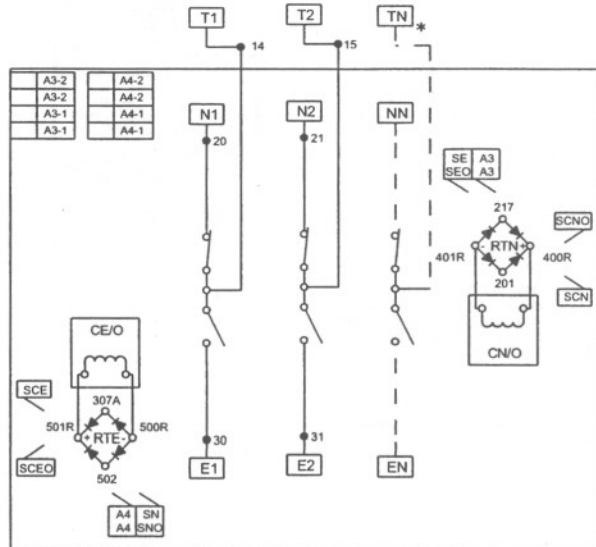 T1
T2
TN
*
14
15
A3-2
A3-2
A3-1
A3-1
A4-2
A4-2
A4-1
A4-1
N1
N2
NN
20
21
SE A3
SEO A3
217
SCNO
401R
- RTN +
400R
201
SCN
CN/O
CE/O
SCE
307A
501R
+ RTE -
500R
SCEO
502
30
31
E1
E2
EN
A4 SN
A4 SNO